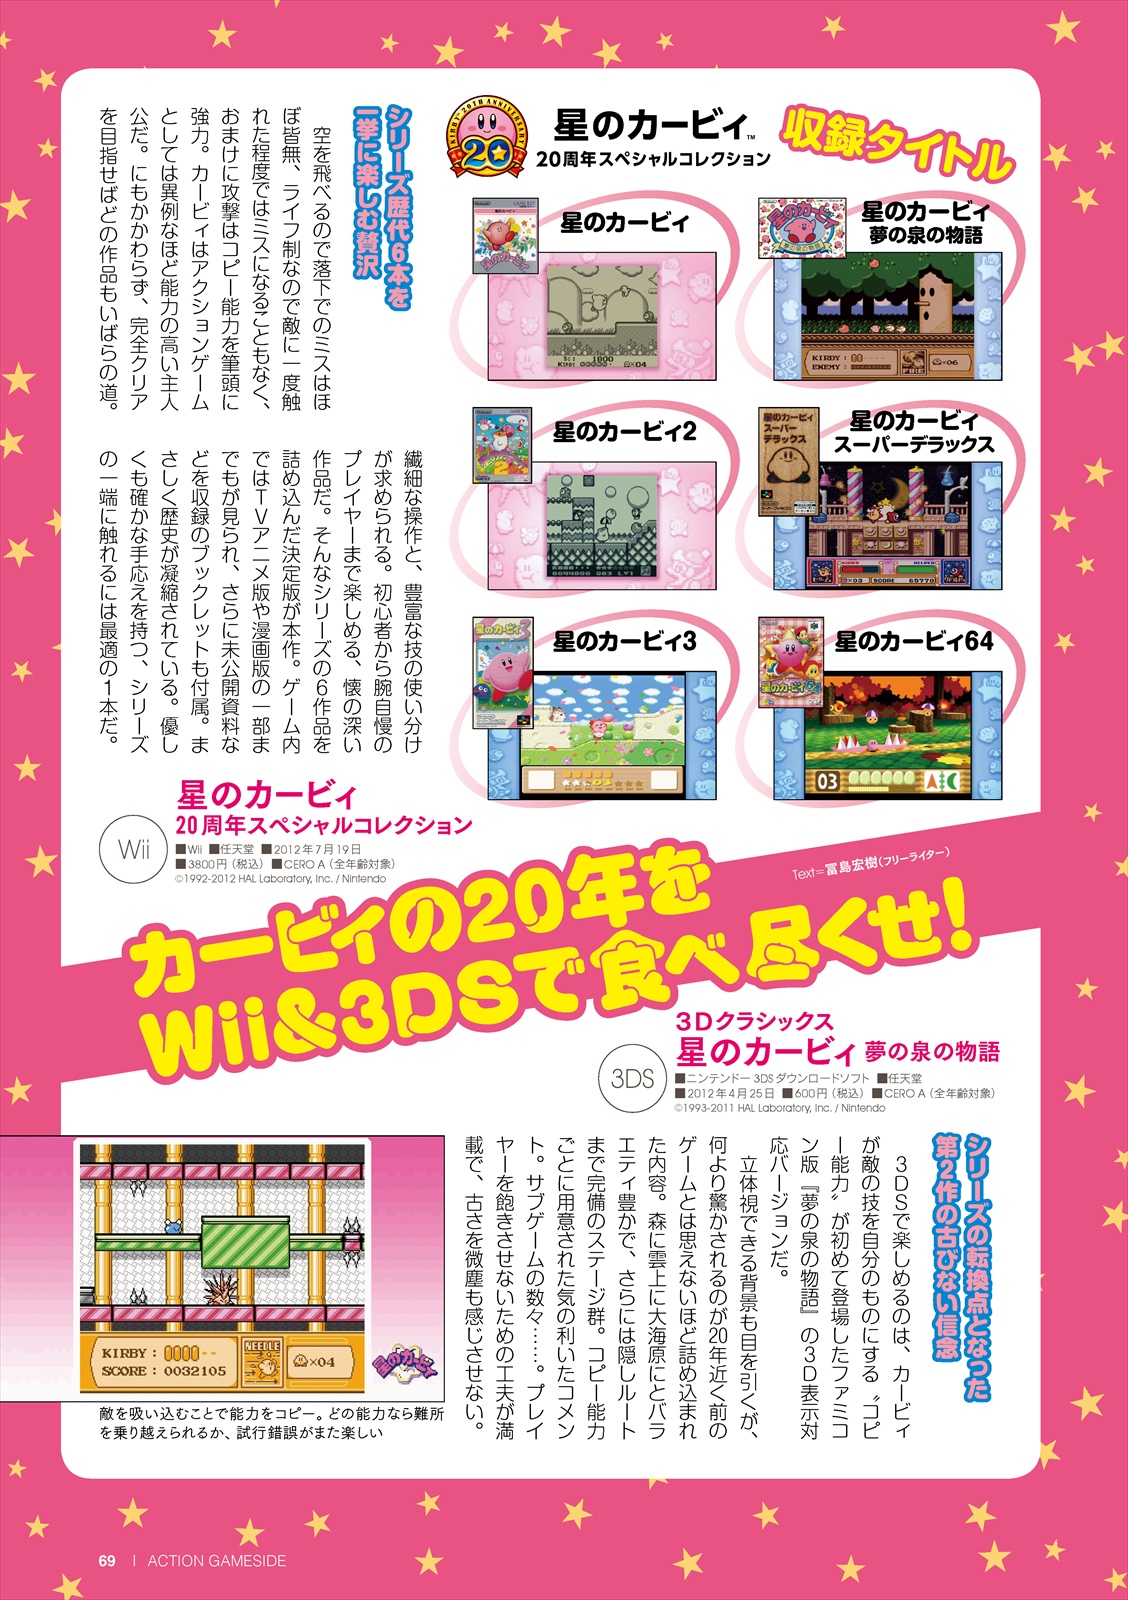 収録タイトル
KIRBY 20TH ANNIVERSARY
20
星のカービィ™
20周年スペシャルコレクション
星のカービィ
星のカービィ
夢の泉の物語
星のカービィ2
星のカービィ
スーパーデラックス
星のカービィ3
星のカービィ64
シリーズ歴代6本を
一挙に楽しむ贅沢
空を飛べるので落下でのミスはほ
ぼ皆無、ライフ制なので敵に一度触
れた程度ではミスになることもなく、
おまけに攻撃はコピー能力を筆頭に
強力。カービィはアクションゲーム
としては異例なほど能力の高い主人
公だ。にもかかわらず、完全クリア
を目指せばどの作品もいばらの道。
繊細な操作と、豊富な技の使い分け
が求められる。初心者から腕自慢の
プレイヤーまで楽しめる、懐の深い
作品だ。そんなシリーズの6作品を
詰め込んだ決定版が本作。ゲーム内
ではTVアニメ版や漫画版の一部ま
でもが見られ、さらに未公開資料な
どを収録のブックレットも付属。ま
さしく歴史が凝縮されている。優し
くも確かな手応えを持つ、シリーズ
の一端に触れるには最適の1本だ。
Wii
星のカービィ
20周年スペシャルコレクション
■Wii ■任天堂 ■2012年7月19日
■3800円（税込）■CERO A（全年齢対象）
©1992-2012 HAL Laboratory, Inc. / Nintendo
Text＝冨島宏樹（フリーライター）
カービィの20年を
Wii&3DSで食べ尽くせ!
3DS
3Dクラシックス
星のカービィ 夢の泉の物語
■ニンテンドー3DSダウンロードソフト ■任天堂
■2012年4月25日 ■600円（税込）■CERO A（全年齢対象）
©1993-2011 HAL Laboratory, Inc. / Nintendo
シリーズの転換点となった
第2作の古びない信念
3DSで楽しめるのは、カービィ
が敵の技を自分のものにする〝コピ
ー能力〟が初めて登場したファミコ
ン版『夢の泉の物語』の3D表示対
応バージョンだ。
立体視できる背景も目を引くが、
何より驚かされるのが20年近く前の
ゲームとは思えないほど詰め込まれ
た内容。森に雲上に大海原にとバラ
エティ豊かで、さらには隠しルート
まで完備のステージ群。コピー能力
ごとに用意された気の利いたコメン
ト。サブゲームの数々……。プレイ
ヤーを飽きさせないための工夫が満
載で、古さを微塵も感じさせない。
KIRBY :
SCORE : 0032105
NEEDLE
×04
星のカービィ
敵を吸い込むことで能力をコピー。どの能力なら難所
を乗り越えられるか、試行錯誤がまた楽しい
69 | ACTION GAMESIDE